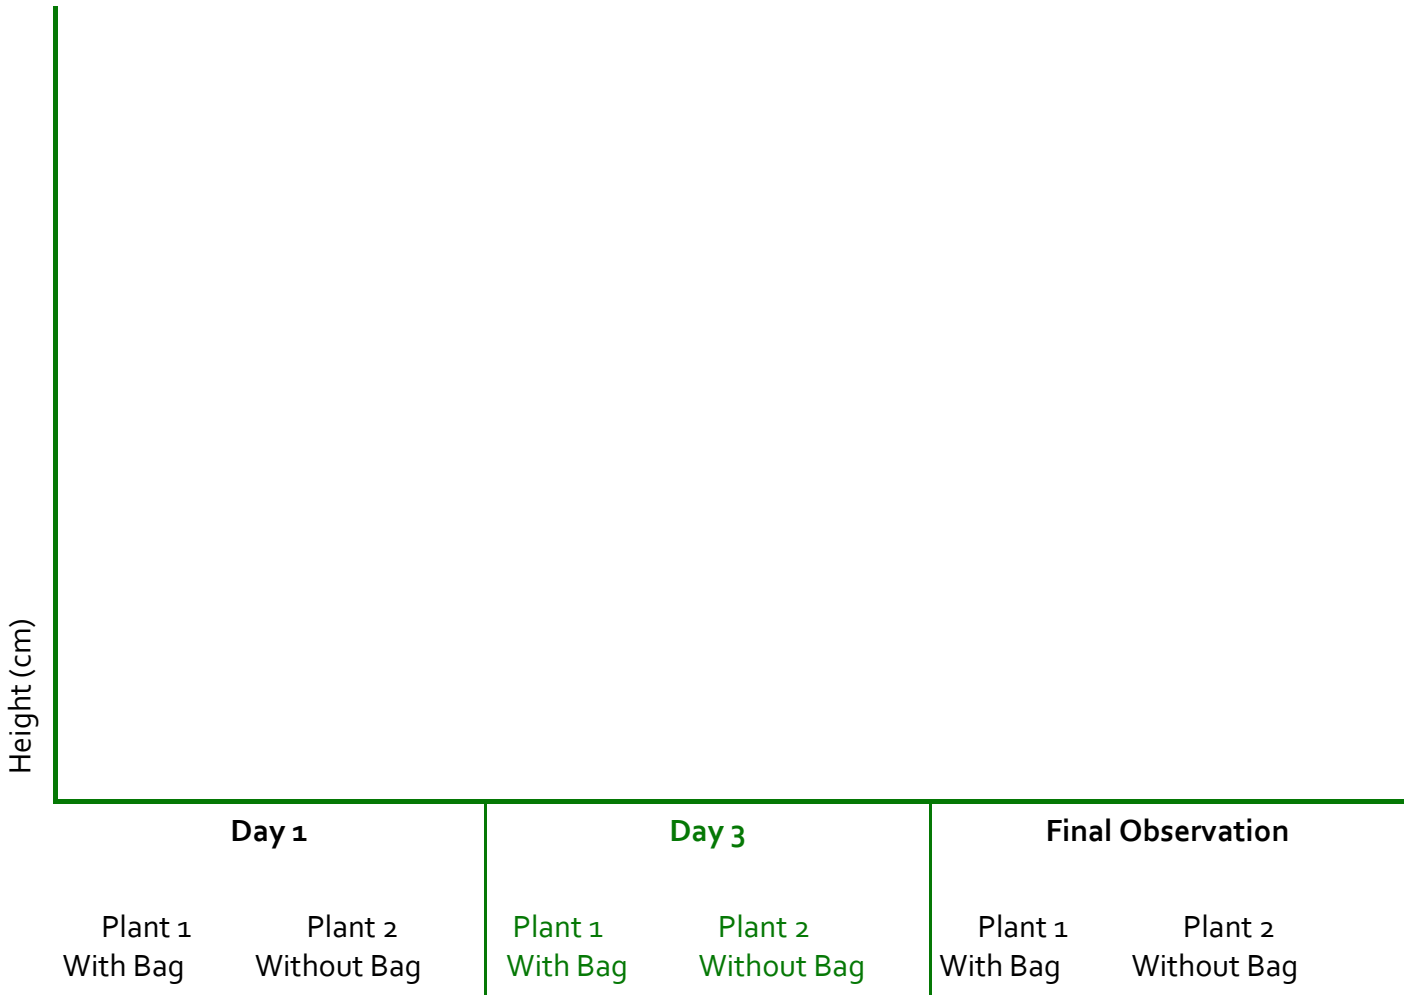 Height (cm)
Day 1 Day 3 Final Observation
Plant 1 Plant 2 Plant 1 Plant 2 Plant 1 Plant 2
With Bag Without Bag With Bag Without Bag With Bag Without Bag